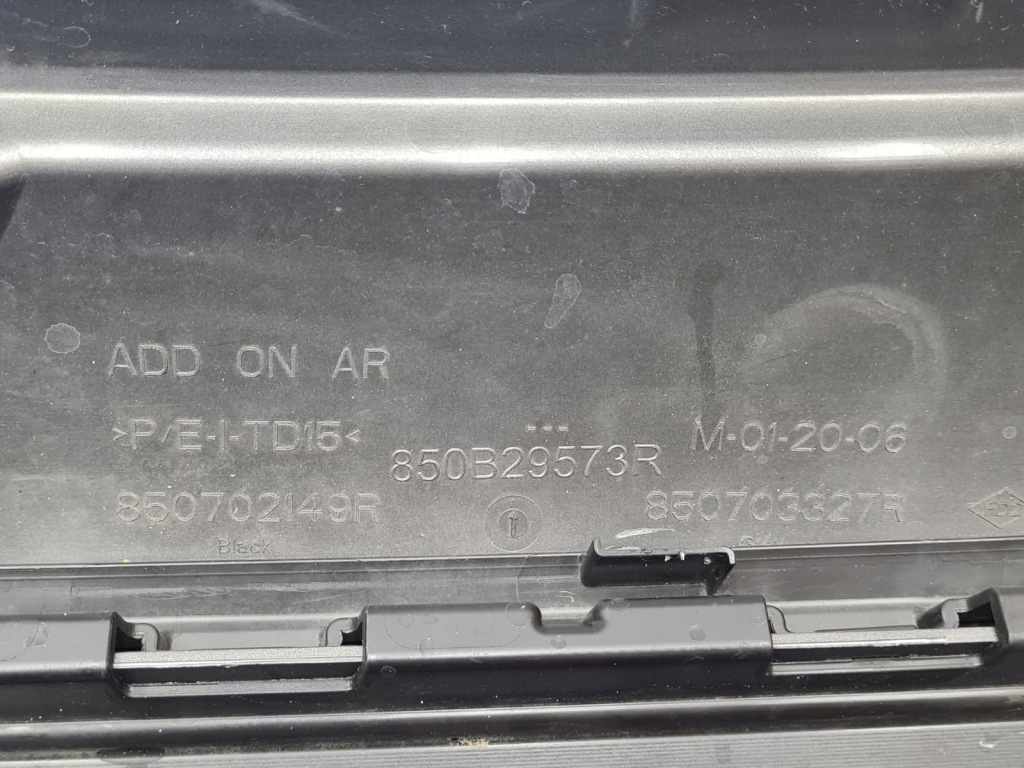 ADD ON AR
>P/E-I-TD15<
---
M-01-20-06
850B29573R
850702149R
850703327R
Black